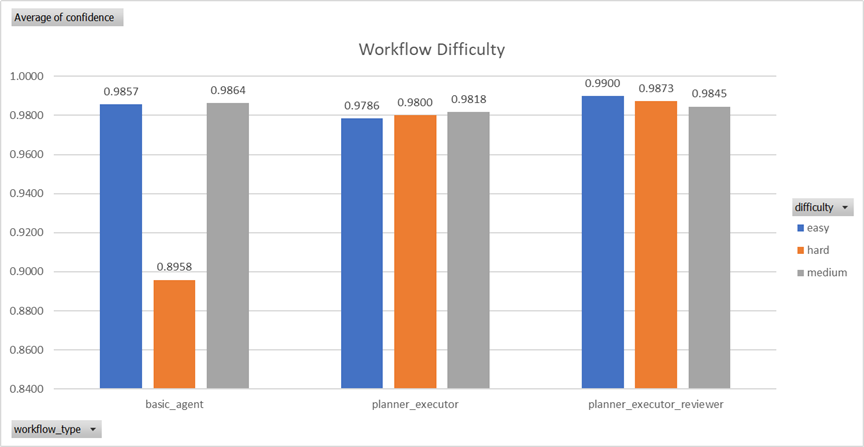 Average of confidence
Workflow Difficulty
1.0000
0.9800
0.9600
0.9400
0.9200
0.9000
0.8800
0.8600
0.8400
0.9857
0.8958
0.9864
0.9786
0.9800
0.9818
0.9900
0.9873
0.9845
basic_agent
planner_executor
planner_executor_reviewer
difficulty
easy
hard
medium
workflow_type